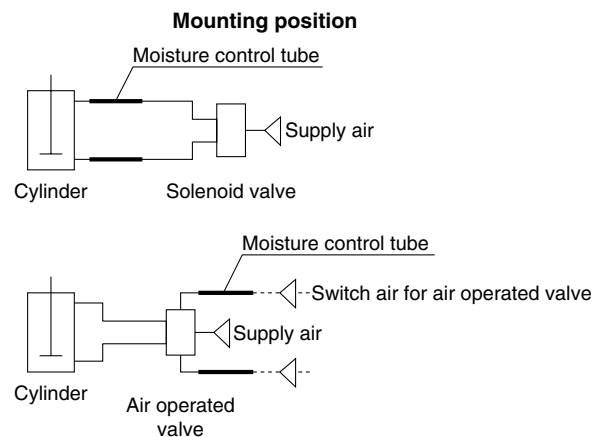 Mounting position
Moisture control tube
Supply air
Cylinder
Solenoid valve
Moisture control tube
Switch air for air operated valve
Supply air
Cylinder
Air operated
valve